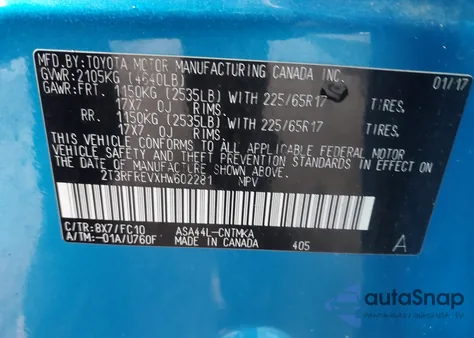 MFD.BY:TOYOTA MOTOR MANUFACTURING CANADA INC.
GVWR:2105KG (4640LB) 01/17
GAWR:FRT. 1150KG (2535LB) WITH 225/65R17 TIRES,
17X7 0J RIMS,
RR. 1150KG (2535LB) WITH 225/65R17 TIRES,
17X7 0J RIMS.
THIS VEHICLE CONFORMS TO ALL APPLICABLE FEDERAL MOTOR
VEHICLE SAFETY AND THEFT PREVENTION STANDARDS IN EFFECT ON
THE DATE OF MANUFACTURE SHOWN ABOVE.
2T3RFREVXHW602281 MPV
C/TR:8X7/FC10 ASA44L-CNTMKA
A/TM:-01A/U760F MADE IN CANADA 405 A
autoSnap